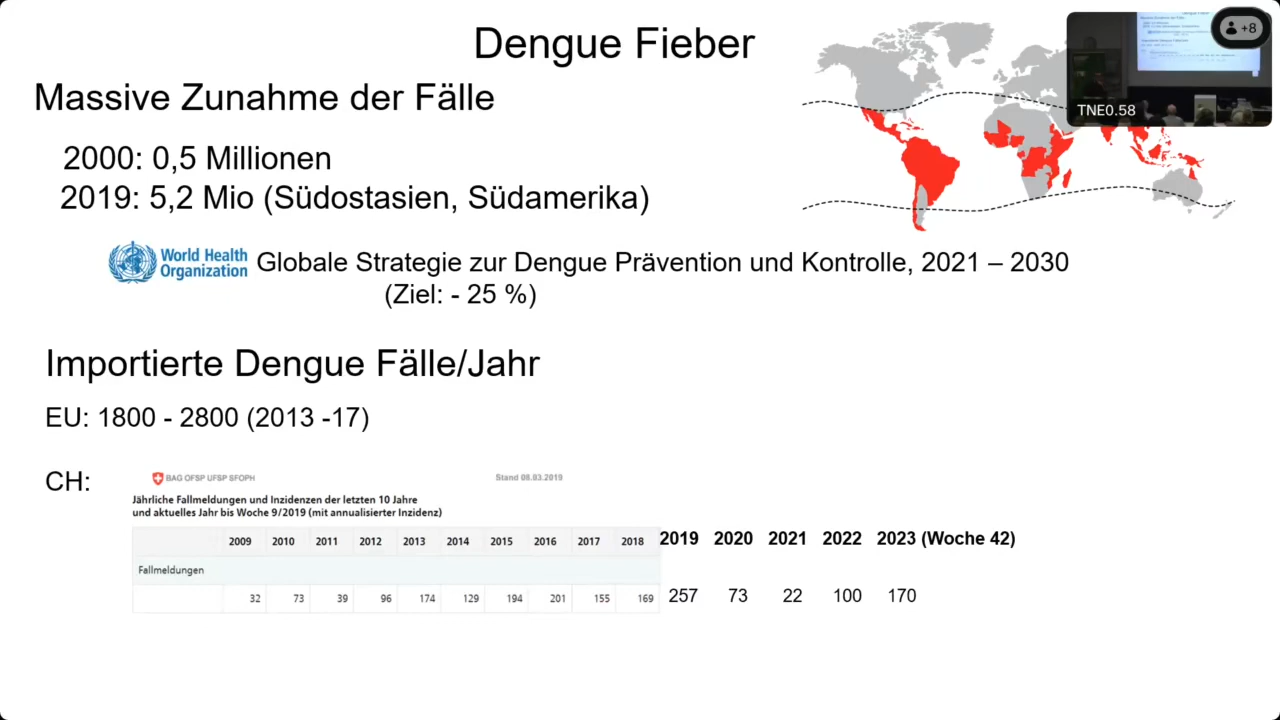 Dengue Fieber
Massive Zunahme der Fälle
2000: 0,5 Millionen
2019: 5,2 Mio (Südostasien, Südamerika)
World Health
Organization
Globale Strategie zur Dengue Prävention und Kontrolle, 2021 – 2030
(Ziel: - 25 %)
+8
TNE0.58
Importierte Dengue Fälle/Jahr
EU: 1800 - 2800 (2013 -17)
CH:
BAG OFSP UFSP SFOPH Stand 08.03.2019
Jährliche Fallmeldungen und Inzidenzen der letzten 10 Jahre
und aktuelles Jahr bis Woche 9/2019 (mit annualisierter Inzidenz)
2009 2010 2011 2012 2013 2014 2015 2016 2017 2018 2019 2020 2021 2022 2023 (Woche 42)
Fallmeldungen
32 73 39 96 174 129 194 201 155 169 257 73 22 100 170